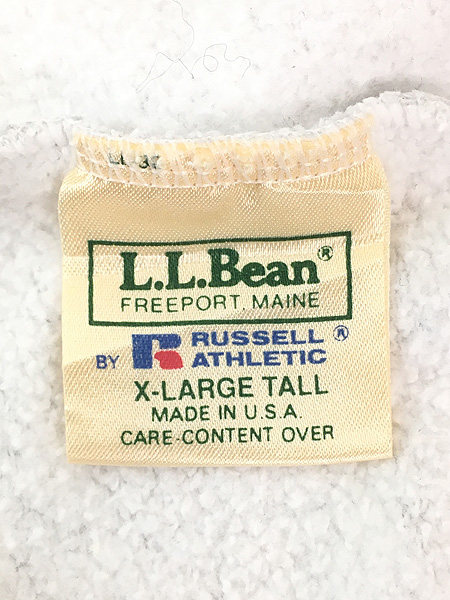 L.L.Bean®
FREEPORT, MAINE
BY RUSSELL ®
ATHLETIC
X-LARGE TALL
MADE IN U.S.A.
CARE-CONTENT OVER